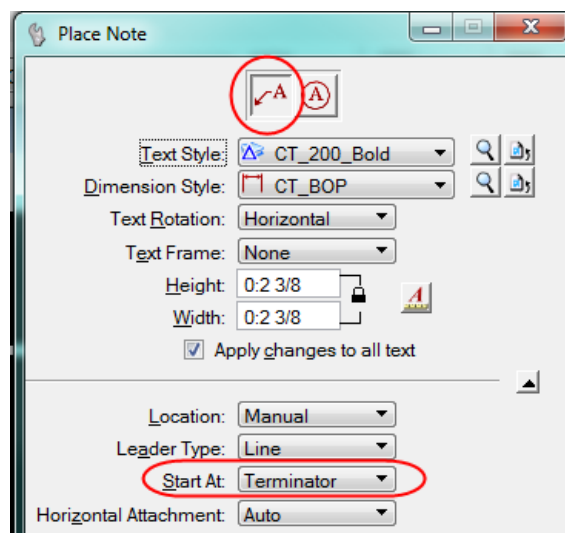 Place Note
A A
Text Style: CT_200_Bold
Dimension Style: CT_BOP
Text Rotation: Horizontal
Text Frame: None
Height: 0:2 3/8
A
Width: 0:2 3/8
Apply changes to all text
Location: Manual
Leader Type: Line
Start At: Terminator
Horizontal Attachment: Auto